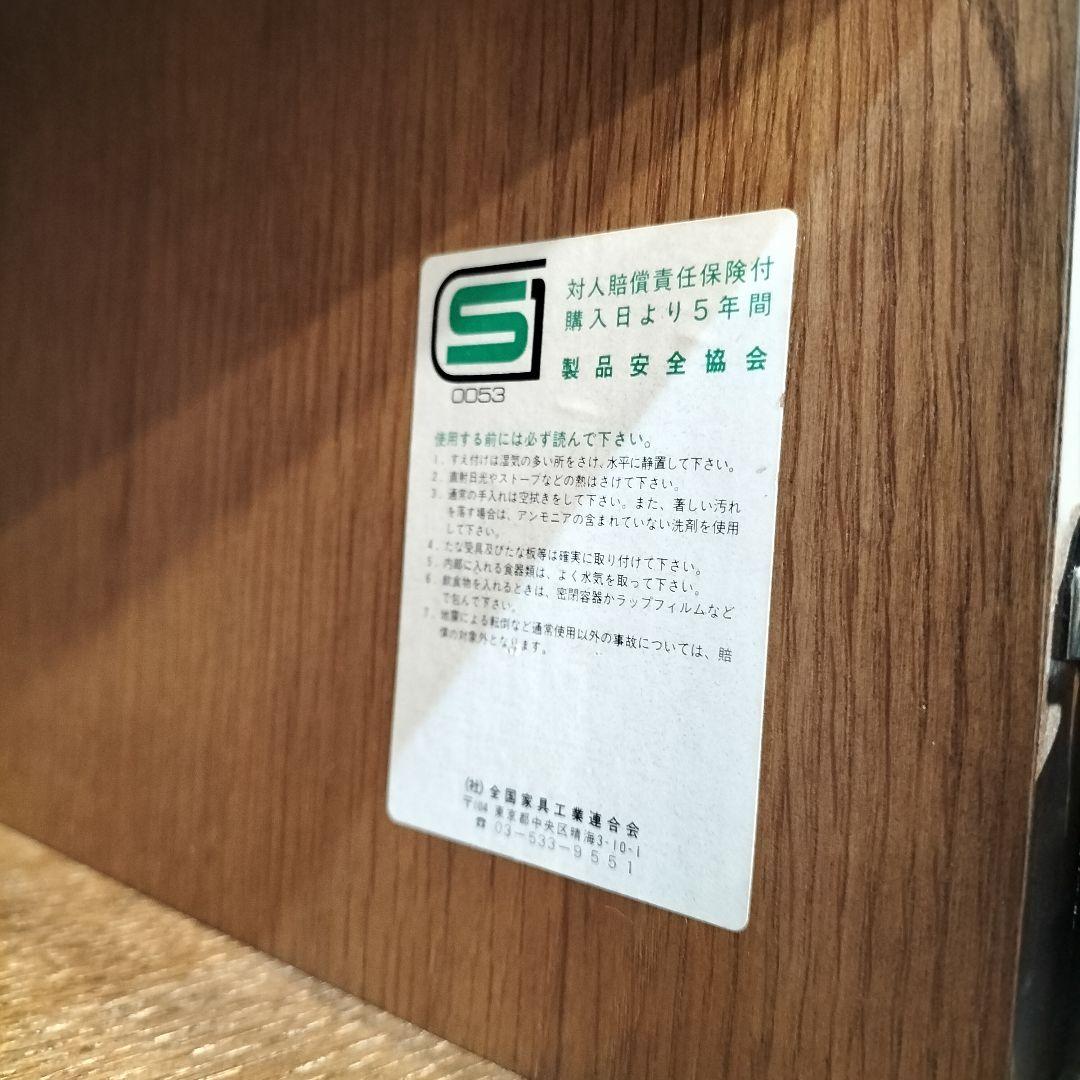 S
0053
対人賠償責任保険付
購入日より5年間
製品安全協会
使用する前には必ず読んで下さい。
1. すえ付けは湿気の多い所をさけ、水平に静置して下さい。
2. 直射日光やストーブなどの熱はさけて下さい。
3. 通常の手入れは空拭きをして下さい。また、著しい汚れ
を落す場合は、アンモニアの含まれていない洗剤を使用
して下さい。
4. たな受具及びたな板等は確実に取り付けて下さい。
5. 内部に入れる食器類は、よく水気を取って下さい。
6. 飲食物を入れるときは、密閉容器かラップフィルムなど
で包んで下さい。
7. 地震による転倒など通常使用以外の事故については、賠
償の対象外となります。
(社)全国家具工業連合会
〒104 東京都中央区晴海3-10-1
☎ 03-533-9551